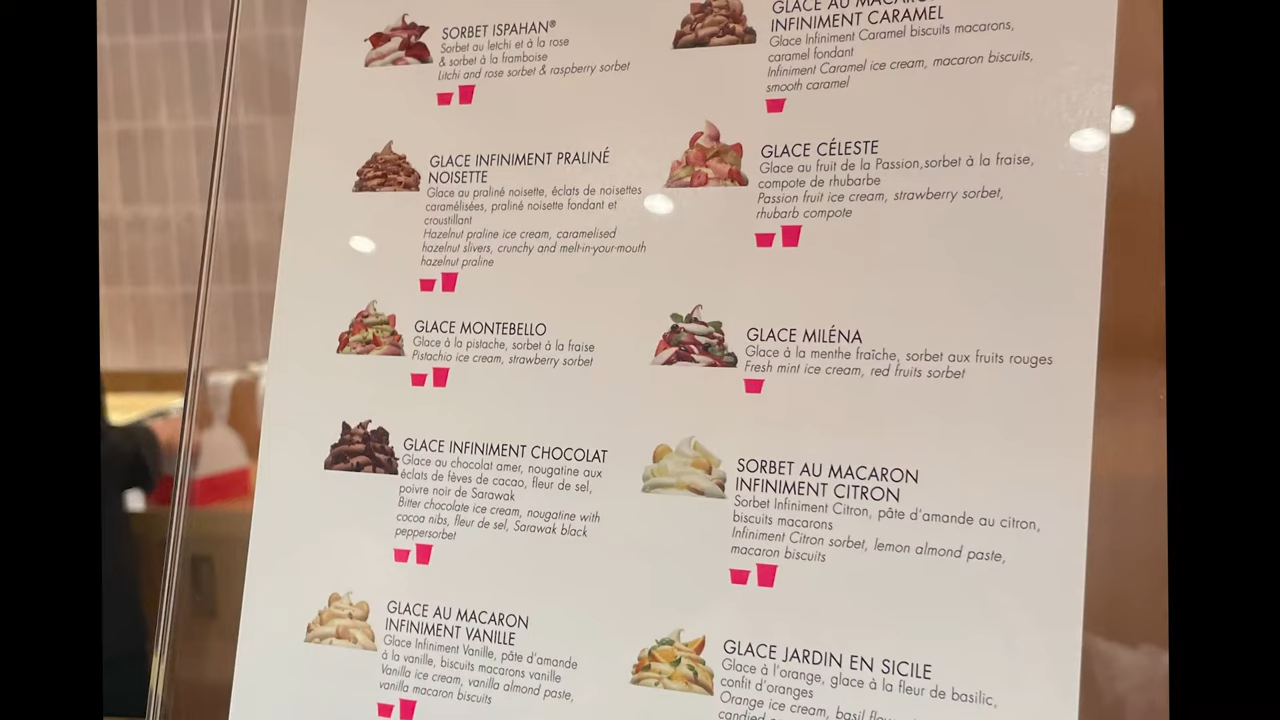 SORBET ISPAHAN®
Sorbet au letchi et à la rose
& sorbet à la framboise
Litchi and rose sorbet & raspberry sorbet
GLACE INFINIMENT PRALINÉ
NOISETTE
Glace au praliné noisette, éclats de noisettes
caramélisées, praliné noisette fondant et
croustillant
Hazelnut praline ice cream, caramelised
hazelnut slivers, crunchy and melt-in-your-mouth
hazelnut praline
GLACE MONTEBELLO
Glace à la pistache, sorbet à la fraise
Pistachio ice cream, strawberry sorbet
GLACE INFINIMENT CHOCOLAT
Glace au chocolat amer, nougatine aux
éclats de fèves de cacao, fleur de sel,
poivre noir de Sarawak
Bitter chocolate ice cream, nougatine with
cocoa nibs, fleur de sel, Sarawak black
peppersorbet
GLACE AU MACARON
INFINIMENT VANILLE
Glace Infiniment Vanille, pâte d'amande
à la vanille, biscuits macarons vanille
Vanilla ice cream, vanilla almond paste,
vanilla macaron biscuits
GLACE AU
INFINIMENT CARAMEL
Glace Infiniment Caramel biscuits macarons,
caramel fondant
Infiniment Caramel ice cream, macaron biscuits,
smooth caramel
GLACE CÉLESTE
Glace au fruit de la Passion,sorbet à la fraise,
compote de rhubarbe
Passion fruit ice cream, strawberry sorbet,
rhubarb compote
GLACE MILÉNA
Glace à la menthe fraîche, sorbet aux fruits rouges
Fresh mint ice cream, red fruits sorbet
SORBET AU MACARON
INFINIMENT CITRON
Sorbet Infiniment Citron, pâte d'amande au citron,
biscuits macarons
Infiniment Citron sorbet, lemon almond paste,
macaron biscuits
GLACE JARDIN EN SICILE
Glace à l'orange, glace à la fleur de basilic,
confit d'oranges
Orange ice cream, basil
candied